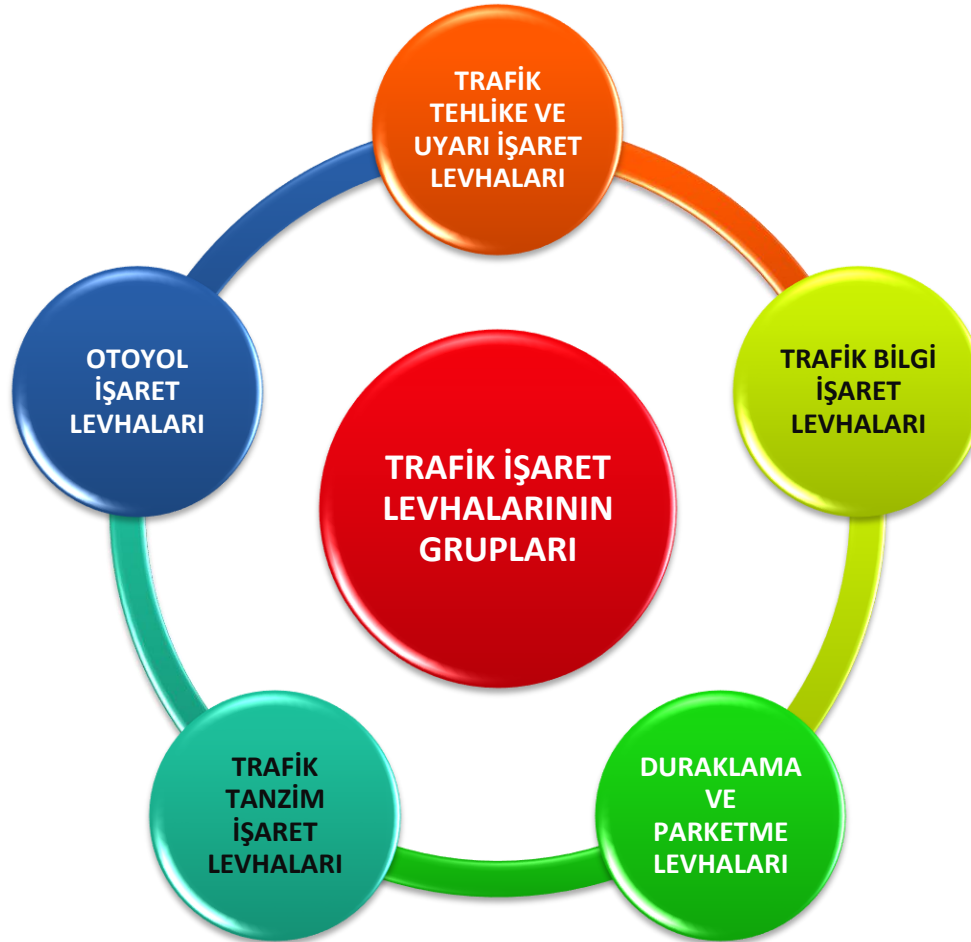 TRAFİK
TEHLİKE VE
UYARI İŞARET
LEVHALARI
OTOYOL
İŞARET
LEVHALARI
TRAFİK BİLGİ
İŞARET
LEVHALARI
TRAFİK İŞARET
LEVHALARININ
GRUPLARI
TRAFİK
TANZİM
İŞARET
LEVHALARI
DURAKLAMA
VE
PARKETME
LEVHALARI